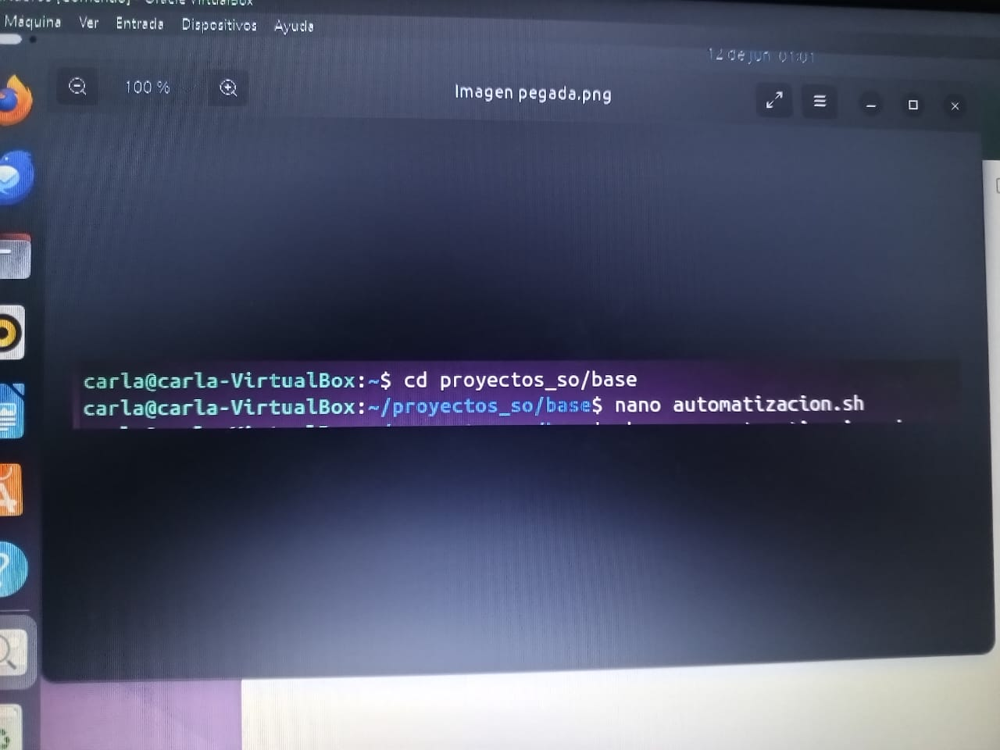 Máquina Ver Entrada Dispositivos Ayuda
12 de jun 01:01
100 %
Imagen pegada.png
carla@carla-VirtualBox:~$ cd proyectos_so/base
carla@carla-VirtualBox:~/proyectos_so/base$ nano automatizacion.sh